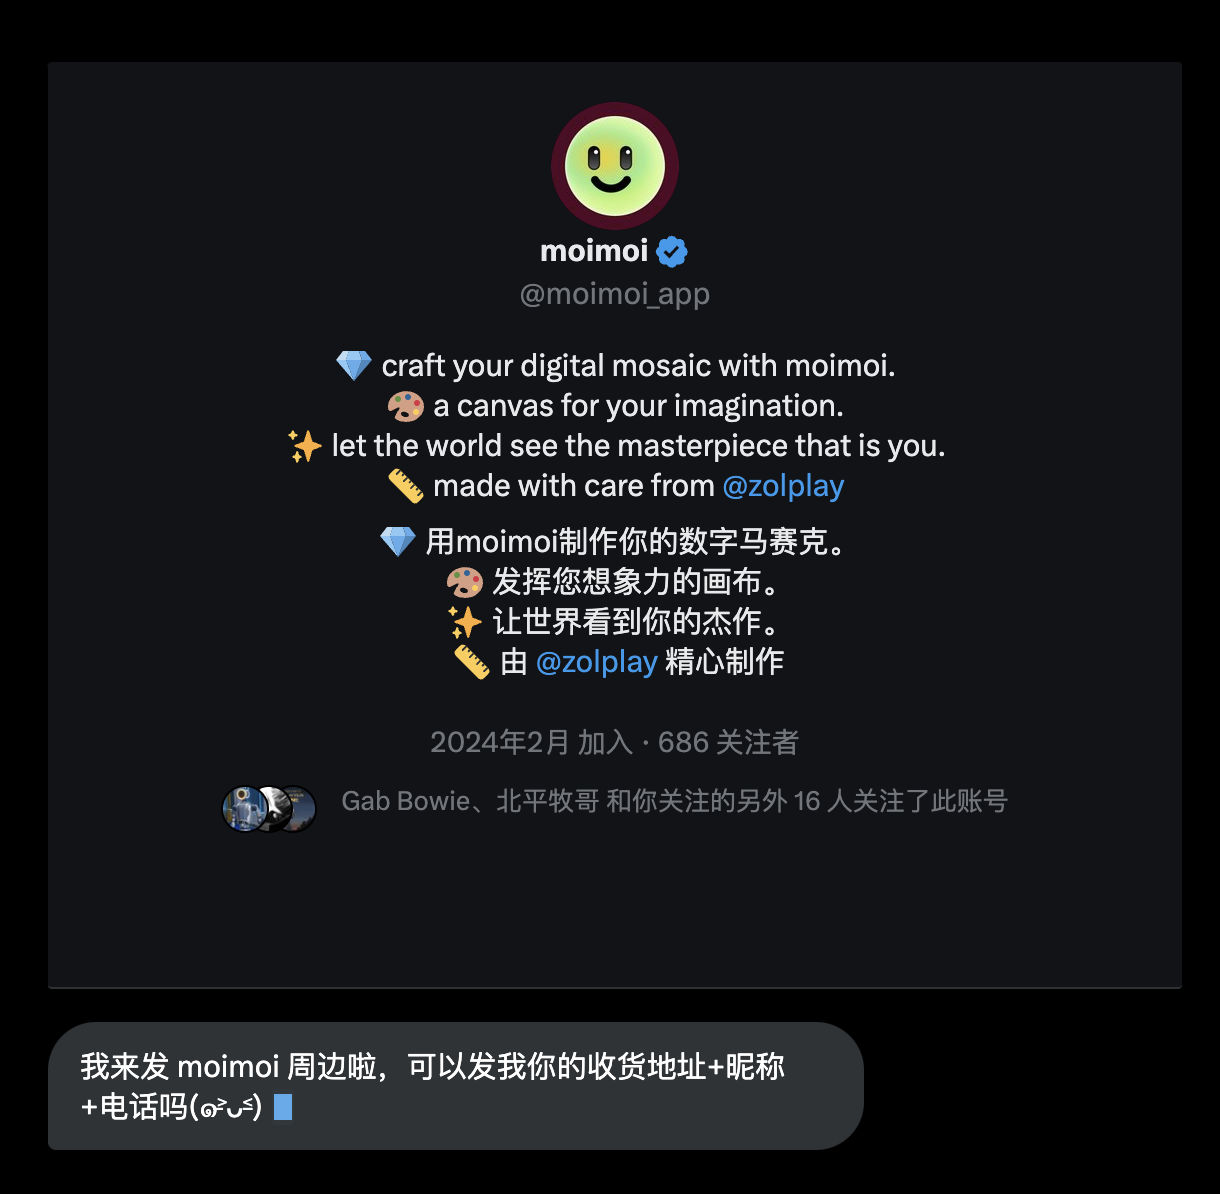 moimoi
@moimoi_app
💎 craft your digital mosaic with moimoi.
🎨 a canvas for your imagination.
✨ let the world see the masterpiece that is you.
📏 made with care from @zolplay
💎 用moimoi制作你的数字马赛克。
🎨 发挥您想象力的画布。
✨ 让世界看到你的杰作。
📏 由 @zolplay 精心制作
2024年2月 加入 · 686 关注者
Gab Bowie、北平牧哥 和你关注的另外 16 人关注了此账号
我来发 moimoi 周边啦，可以发我你的收货地址+昵称
+电话吗(๑˃̵ᴗ˂̵)